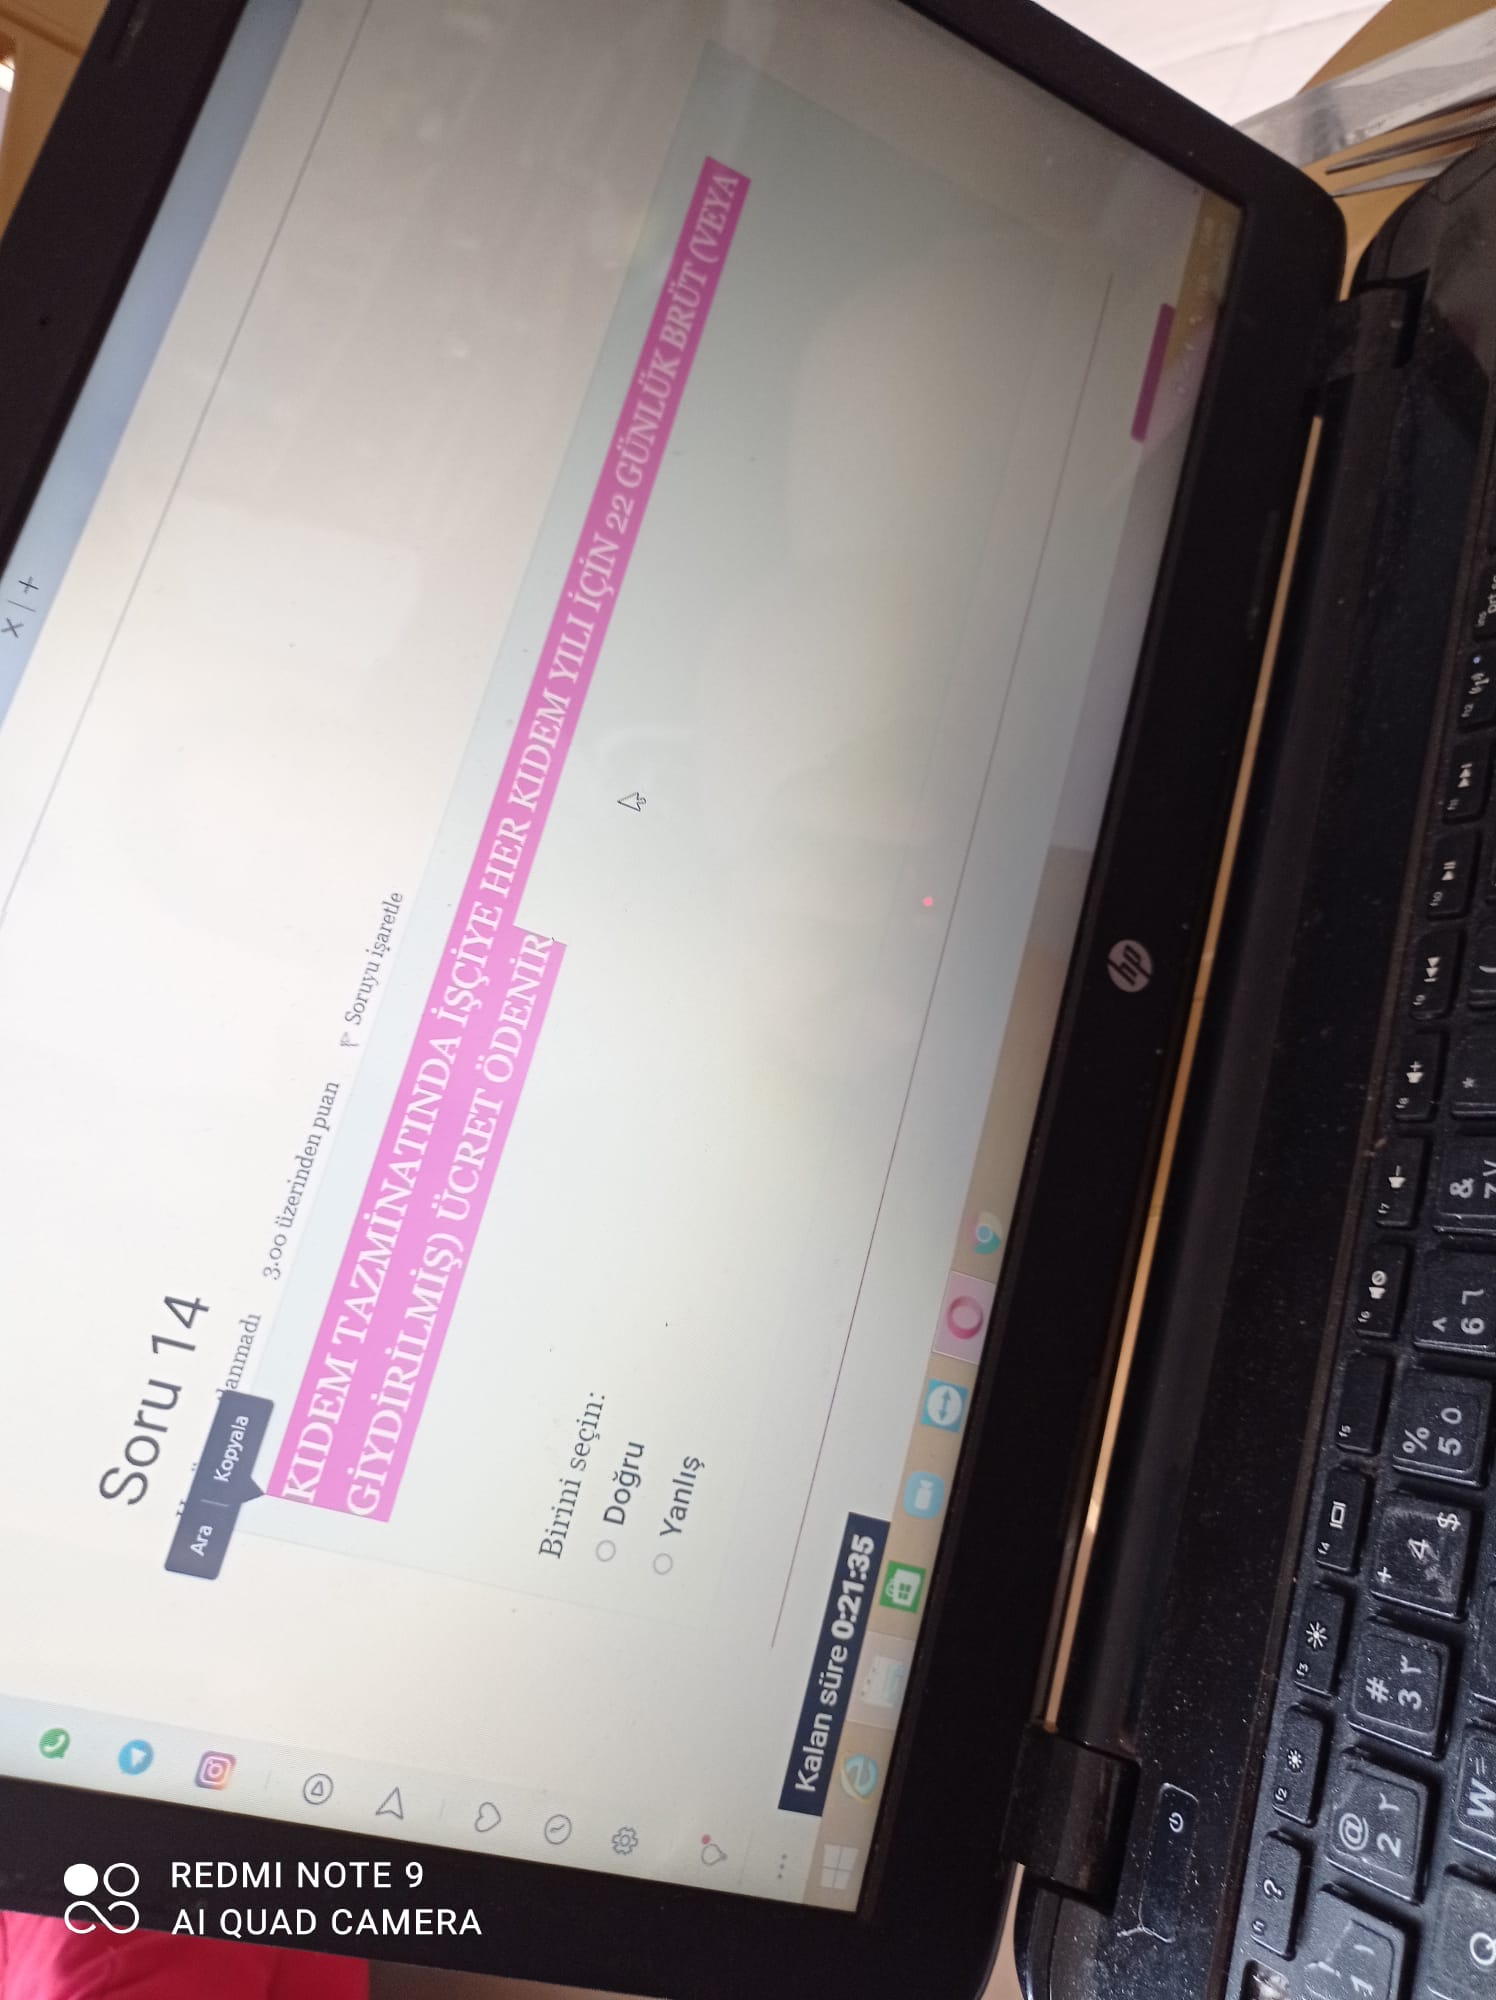 Soru 14
3.00 üzerinden puan
Soruyu işaretle
Ara | Kopyala
KIDEM TAZMİNATINDA İŞÇİYE HER KIDEM YILI İÇİN 22 GÜNLÜK BRÜT (VEYA
GİYDİRİLMİŞ) ÜCRET ÖDENİR
Birini seçin:
Doğru
Yanlış
Kalan süre 0:21:35
hp
REDMI NOTE 9
AI QUAD CAMERA